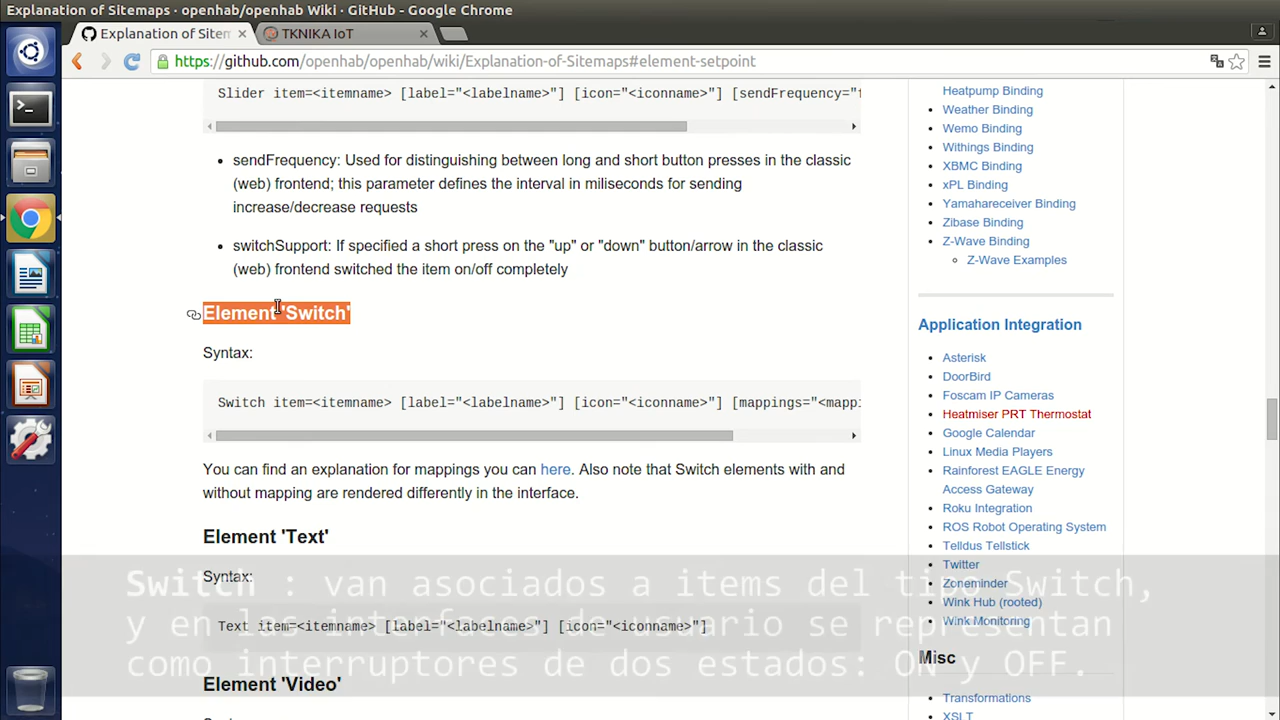 Explanation of Sitemaps · openhab/openhab Wiki - GitHub - Google Chrome
Explanation of Sitem
TKNIKA IoT
https://github.com/openhab/openhab/wiki/Explanation-of-Sitemaps#element-setpoint
Slider item=<itemname> [label="<labelname>"] [icon="<iconname>"] [sendFrequency="f
• sendFrequency: Used for distinguishing between long and short button presses in the classic
(web) frontend; this parameter defines the interval in miliseconds for sending
increase/decrease requests
• switchSupport: If specified a short press on the "up" or "down" button/arrow in the classic
(web) frontend switched the item on/off completely
Element 'Switch'
Syntax:
Switch item=<itemname> [label="<labelname>"] [icon="<iconname>"] [mappings="<mappi
You can find an explanation for mappings you can here. Also note that Switch elements with and
without mapping are rendered differently in the interface.
Element 'Text'
Syntax:
Text item=<itemname> [label="<labelname>"] [icon="<iconname>"]
Element 'Video'
Heatpump Binding
Weather Binding
Wemo Binding
Withings Binding
XBMC Binding
xPL Binding
Yamahareceiver Binding
Zibase Binding
Z-Wave Binding
Z-Wave Examples
Application Integration
Asterisk
DoorBird
Foscam IP Cameras
Heatmiser PRT Thermostat
Google Calendar
Linux Media Players
Rainforest EAGLE Energy
Access Gateway
Roku Integration
ROS Robot Operating System
Telldus Tellstick
Twitter
Zoneminder
Wink Hub (rooted)
Wink Monitoring
Misc
Transformations
XSLT
Switch : van asociados a items del tipo Switch,
y en las interfaces de usuario se representan
como interruptores de dos estados: ON y OFF.